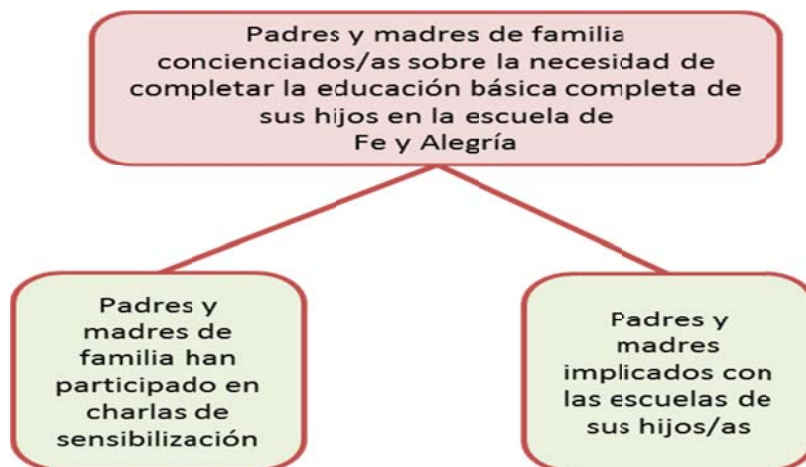 Padres y madres de familia
concienciados/as sobre la necesidad de
completar la educación básica completa de
sus hijos en la escuela de
Fe y Alegría
Padres y
madres de
familia han
participado en
charlas de
sensibilización
Padres y
madres
implicados con
las escuelas de
sus hijos/as